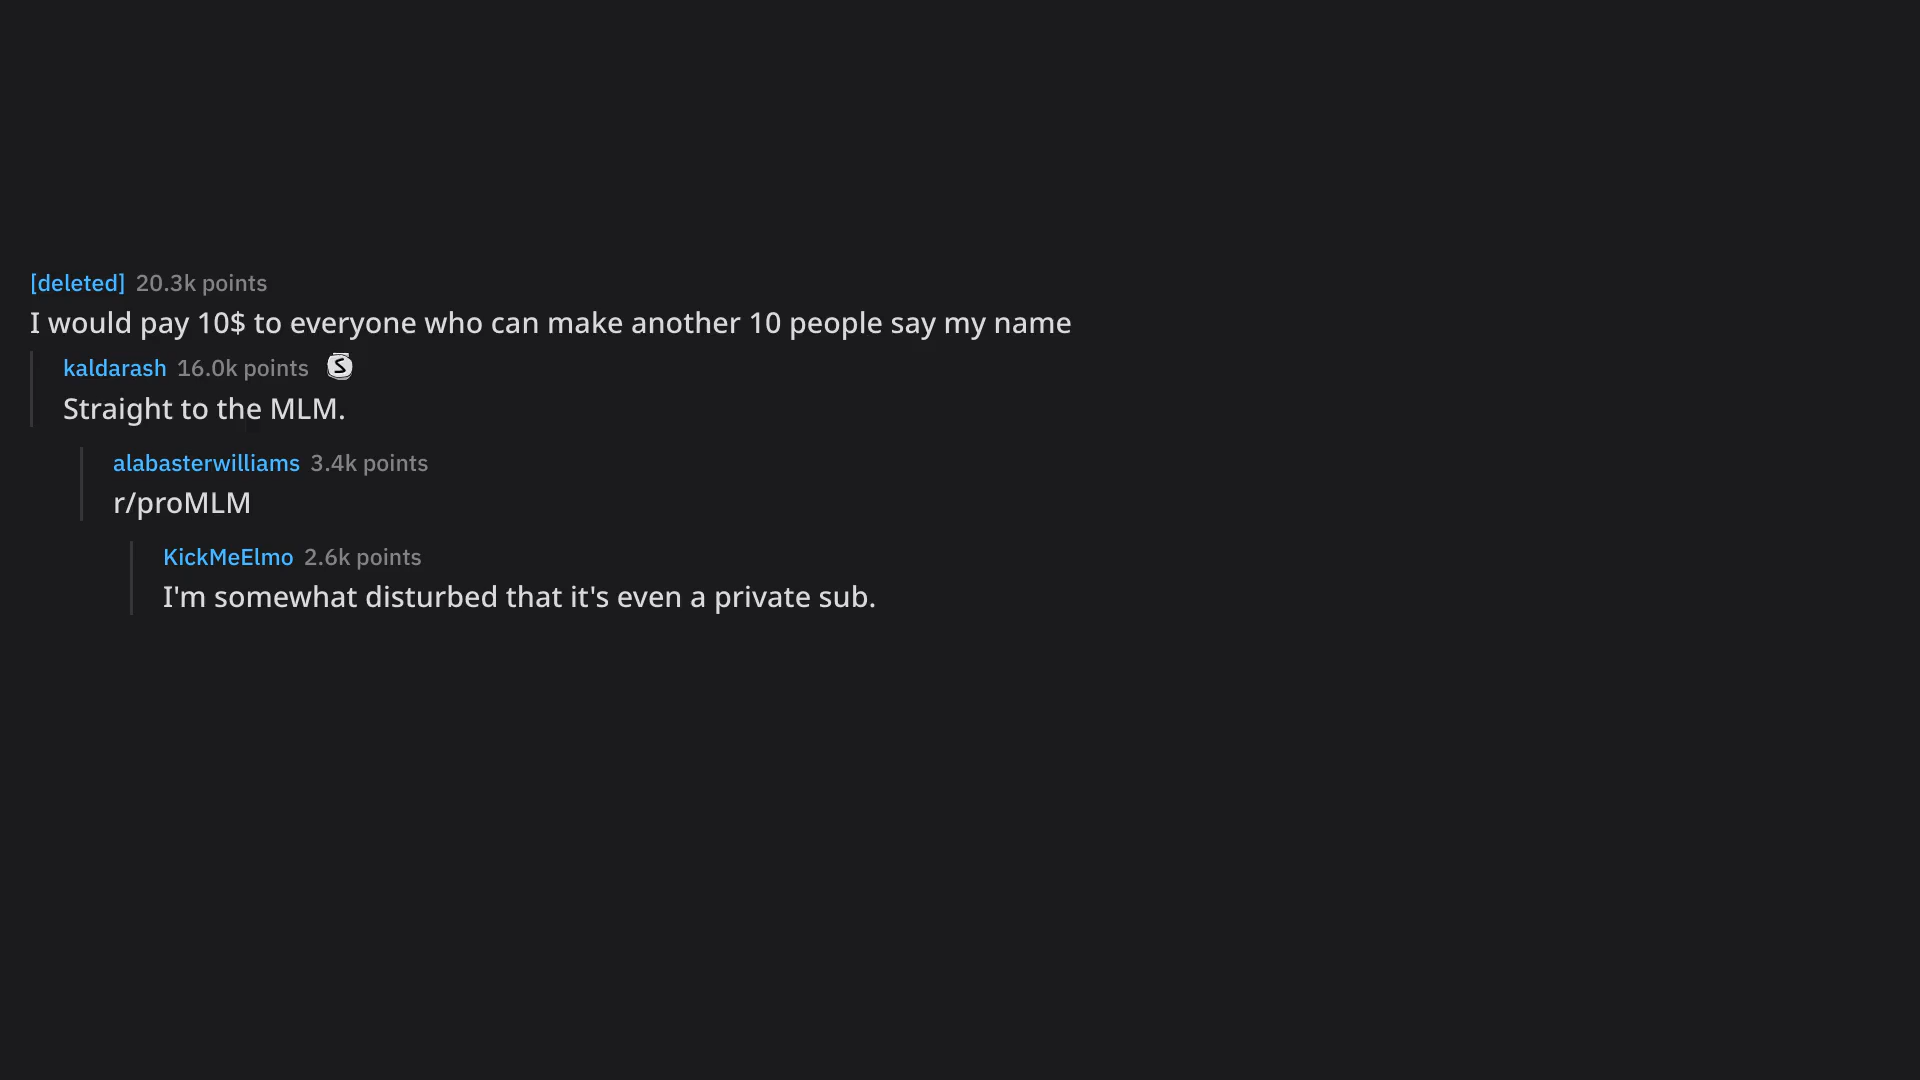 [deleted] 20.3k points
I would pay 10$ to everyone who can make another 10 people say my name
kaldarash 16.0k points S
Straight to the MLM.
alabasterwilliams 3.4k points
r/proMLM
KickMeElmo 2.6k points
I'm somewhat disturbed that it's even a private sub.